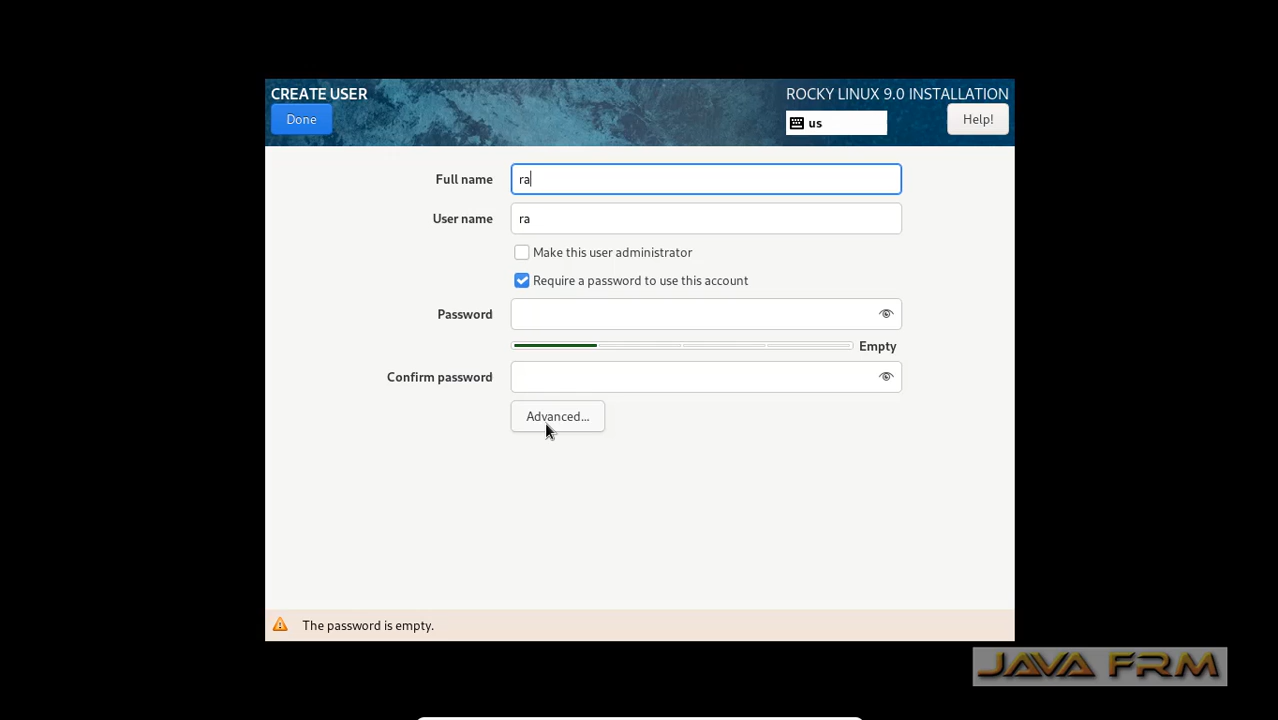 CREATE USER
ROCKY LINUX 9.0 INSTALLATION
Done
us
Help!
Full name
ra
User name
ra
Make this user administrator
Require a password to use this account
Password
Empty
Confirm password
Advanced...
The password is empty.
JAVA FRM